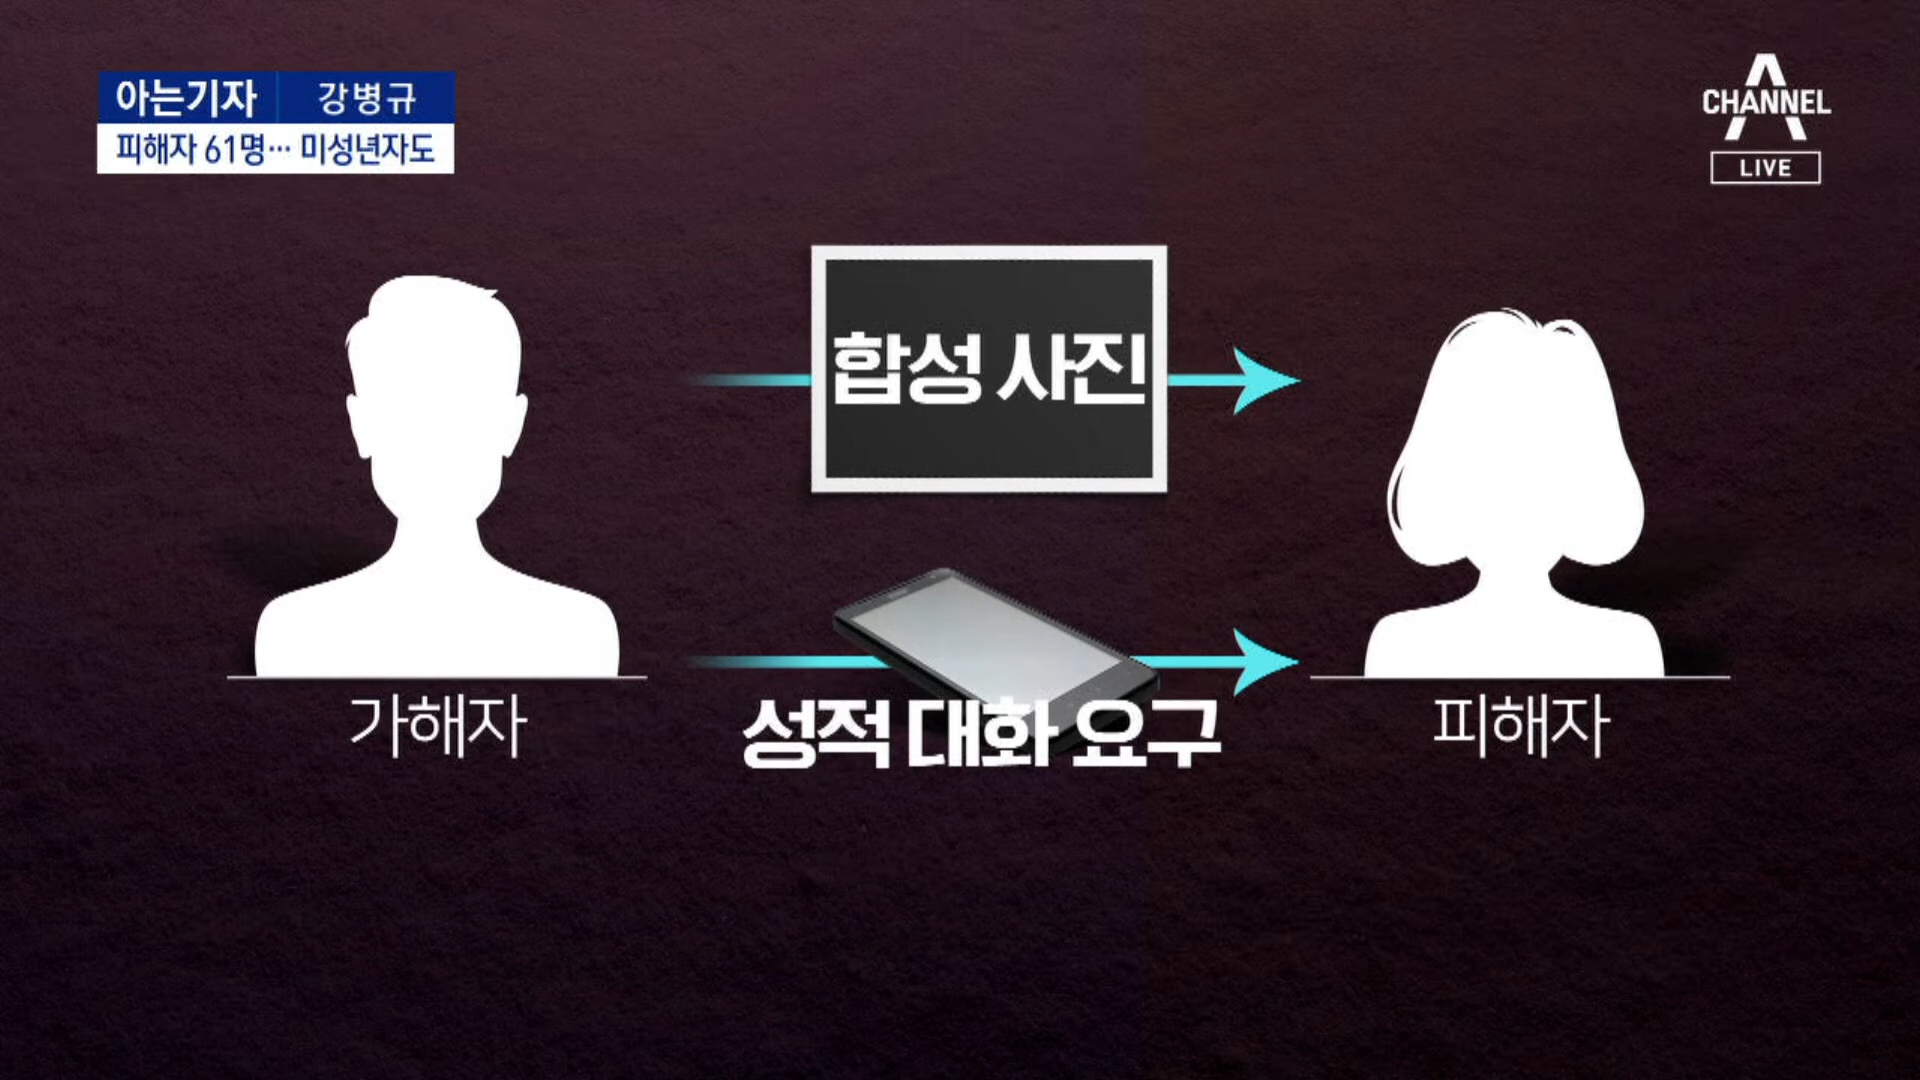 아는기자 강병규
피해자 61명… 미성년자도
CHANNEL A
LIVE
합성 사진
성적 대화 요구
가해자
피해자